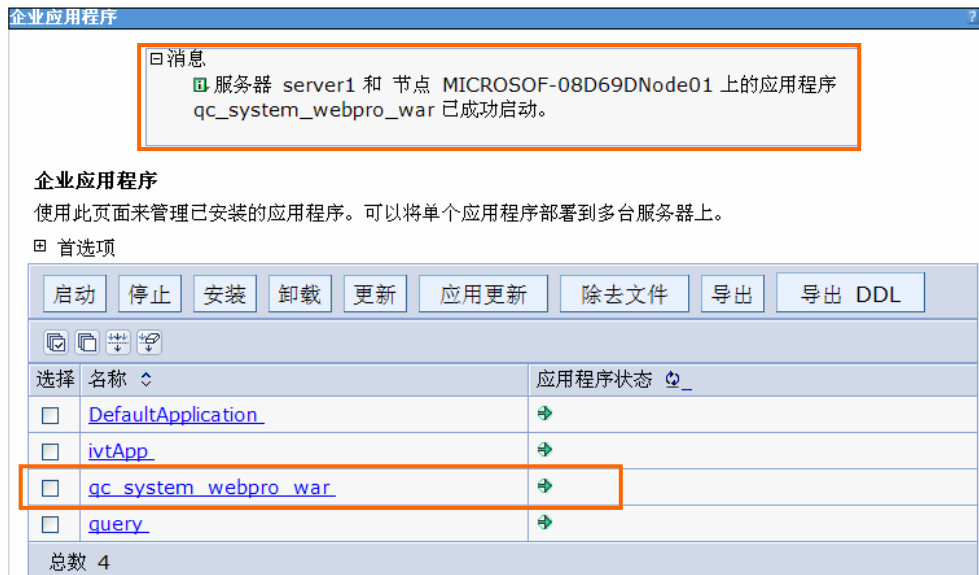 企业应用程序 ?
消息
服务器 server1 和 节点 MICROSOF-08D69DNode01 上的应用程序
qc_system_webpro_war 已成功启动。
企业应用程序
使用此页面来管理已安装的应用程序。可以将单个应用程序部署到多台服务器上。
首选项
启动 停止 安装 卸载 更新 应用更新 除去文件 导出 导出 DDL
选择 名称 应用程序状态
DefaultApplication
ivtApp
qc_system_webpro_war
query
总数 4